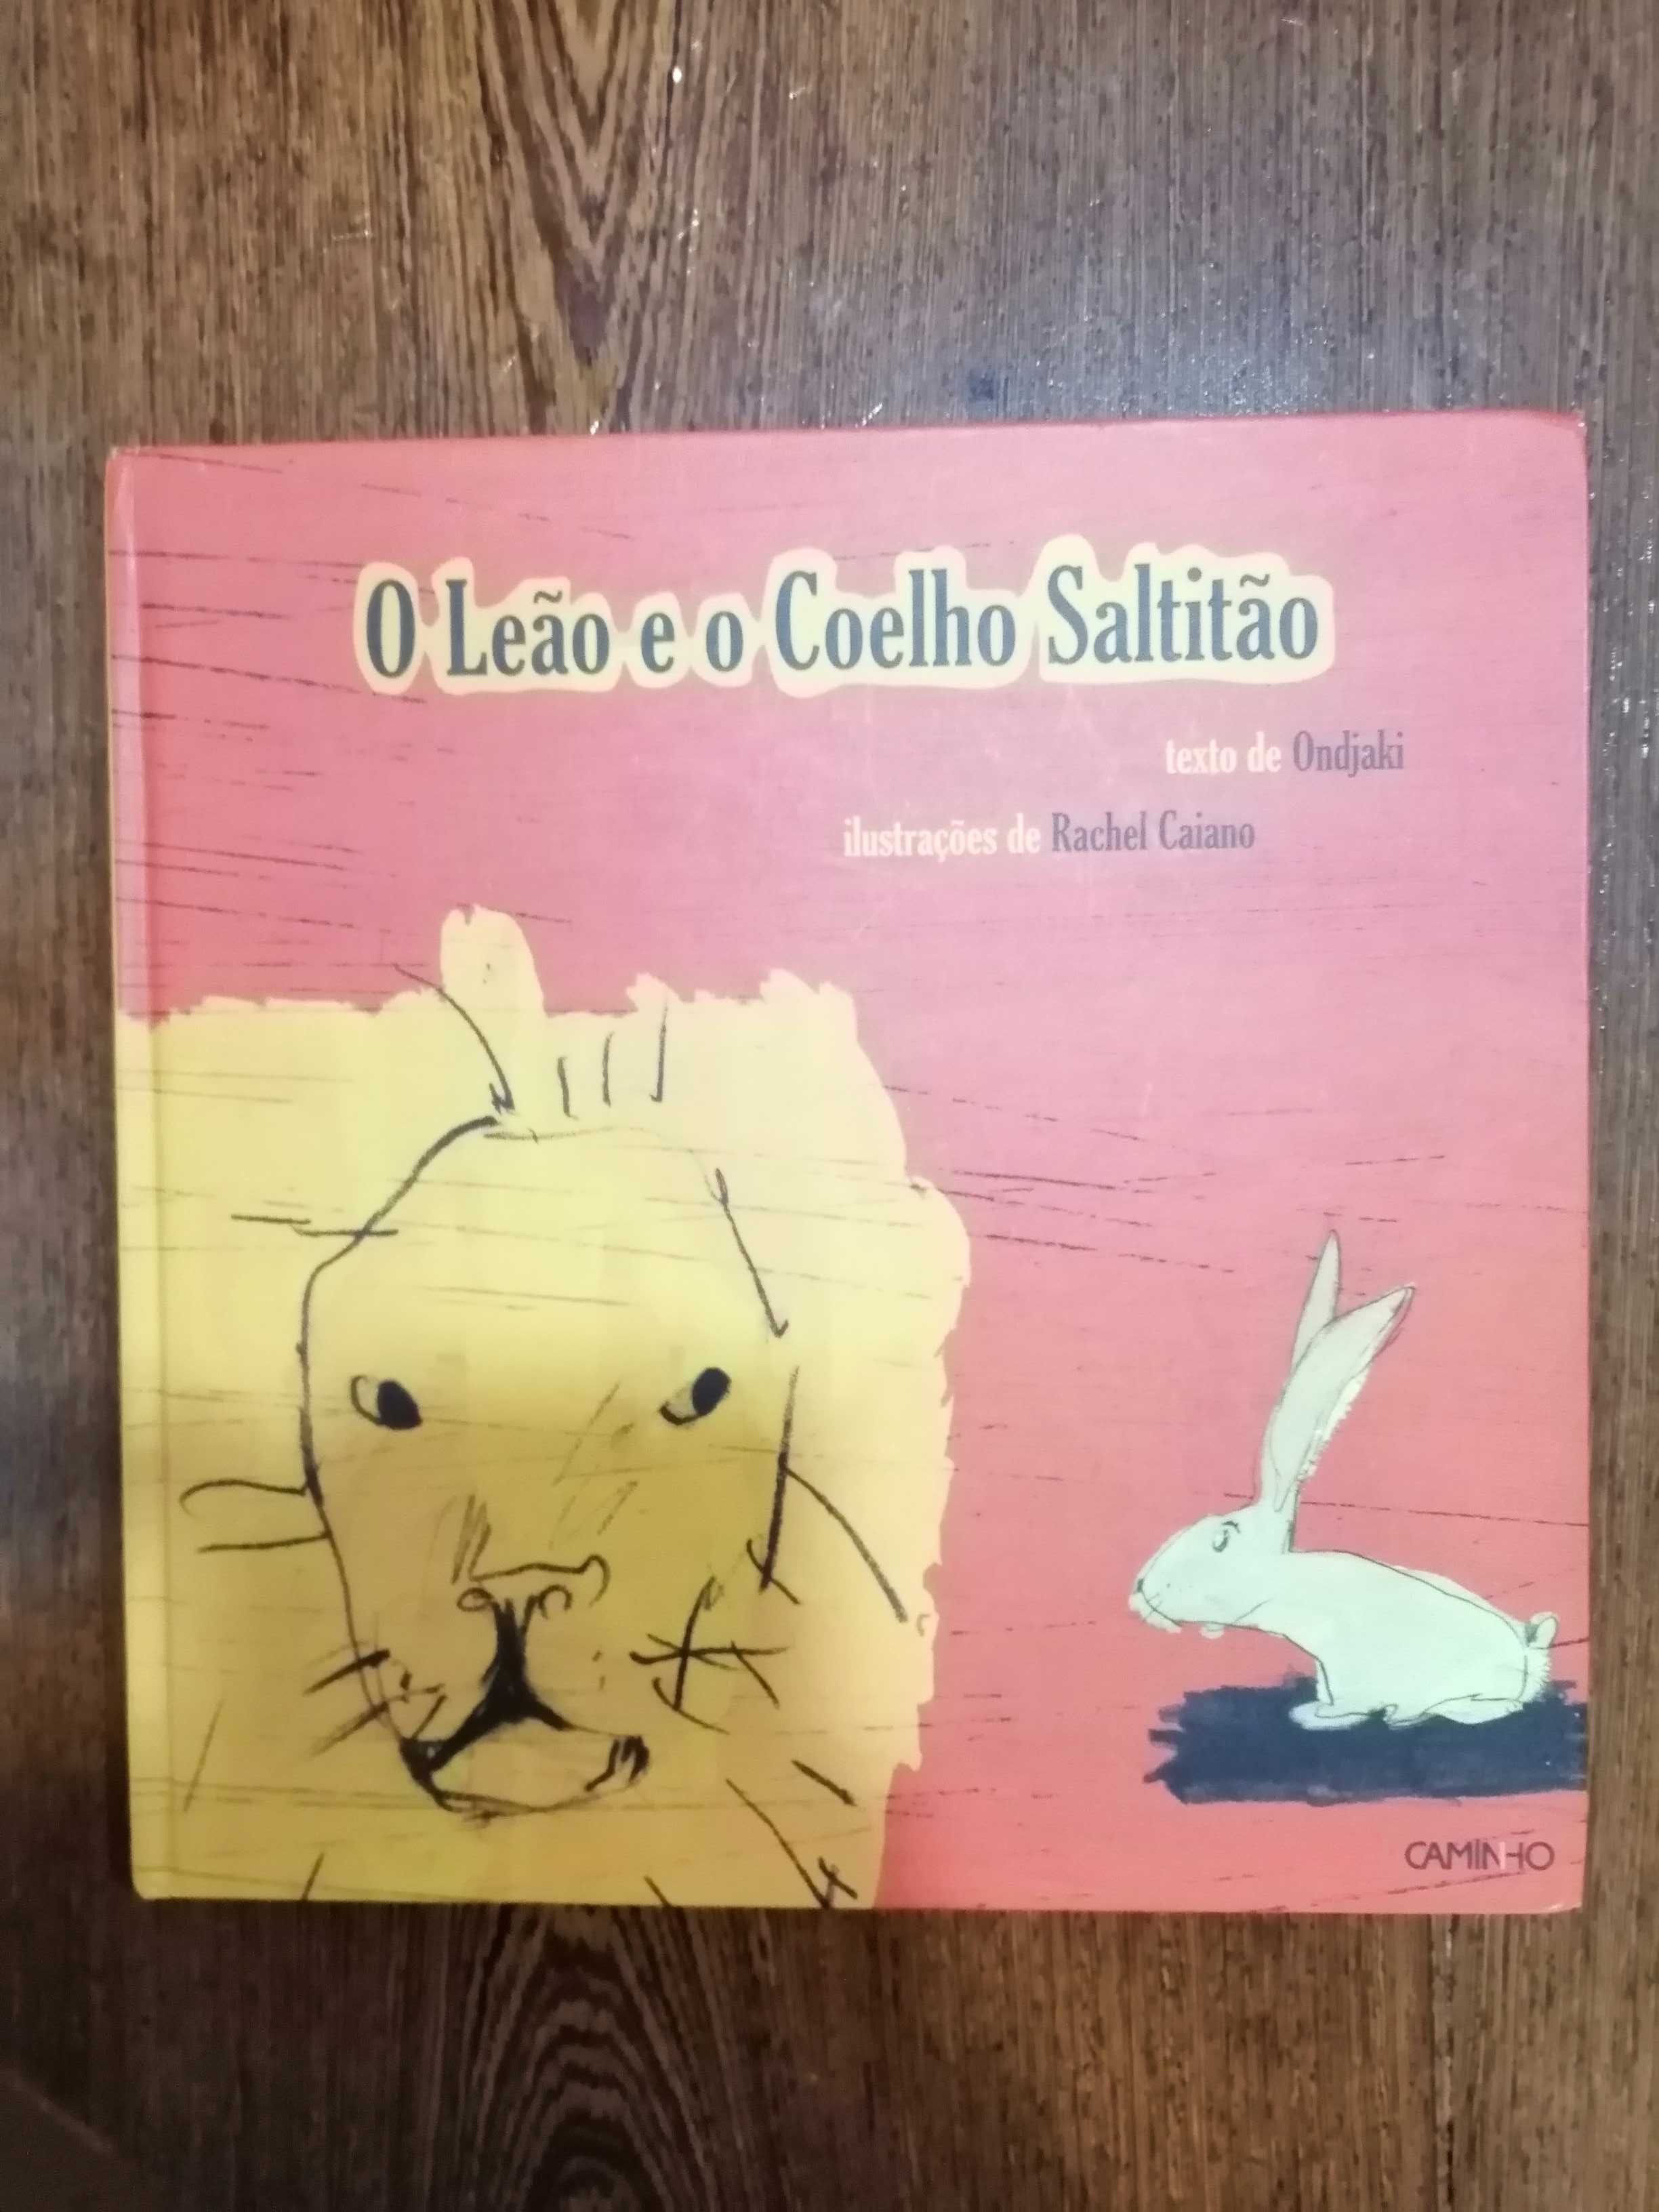 O Leão e o Coelho Saltitão
texto de Ondjaki
ilustrações de Rachel Caiano
CAMINHO